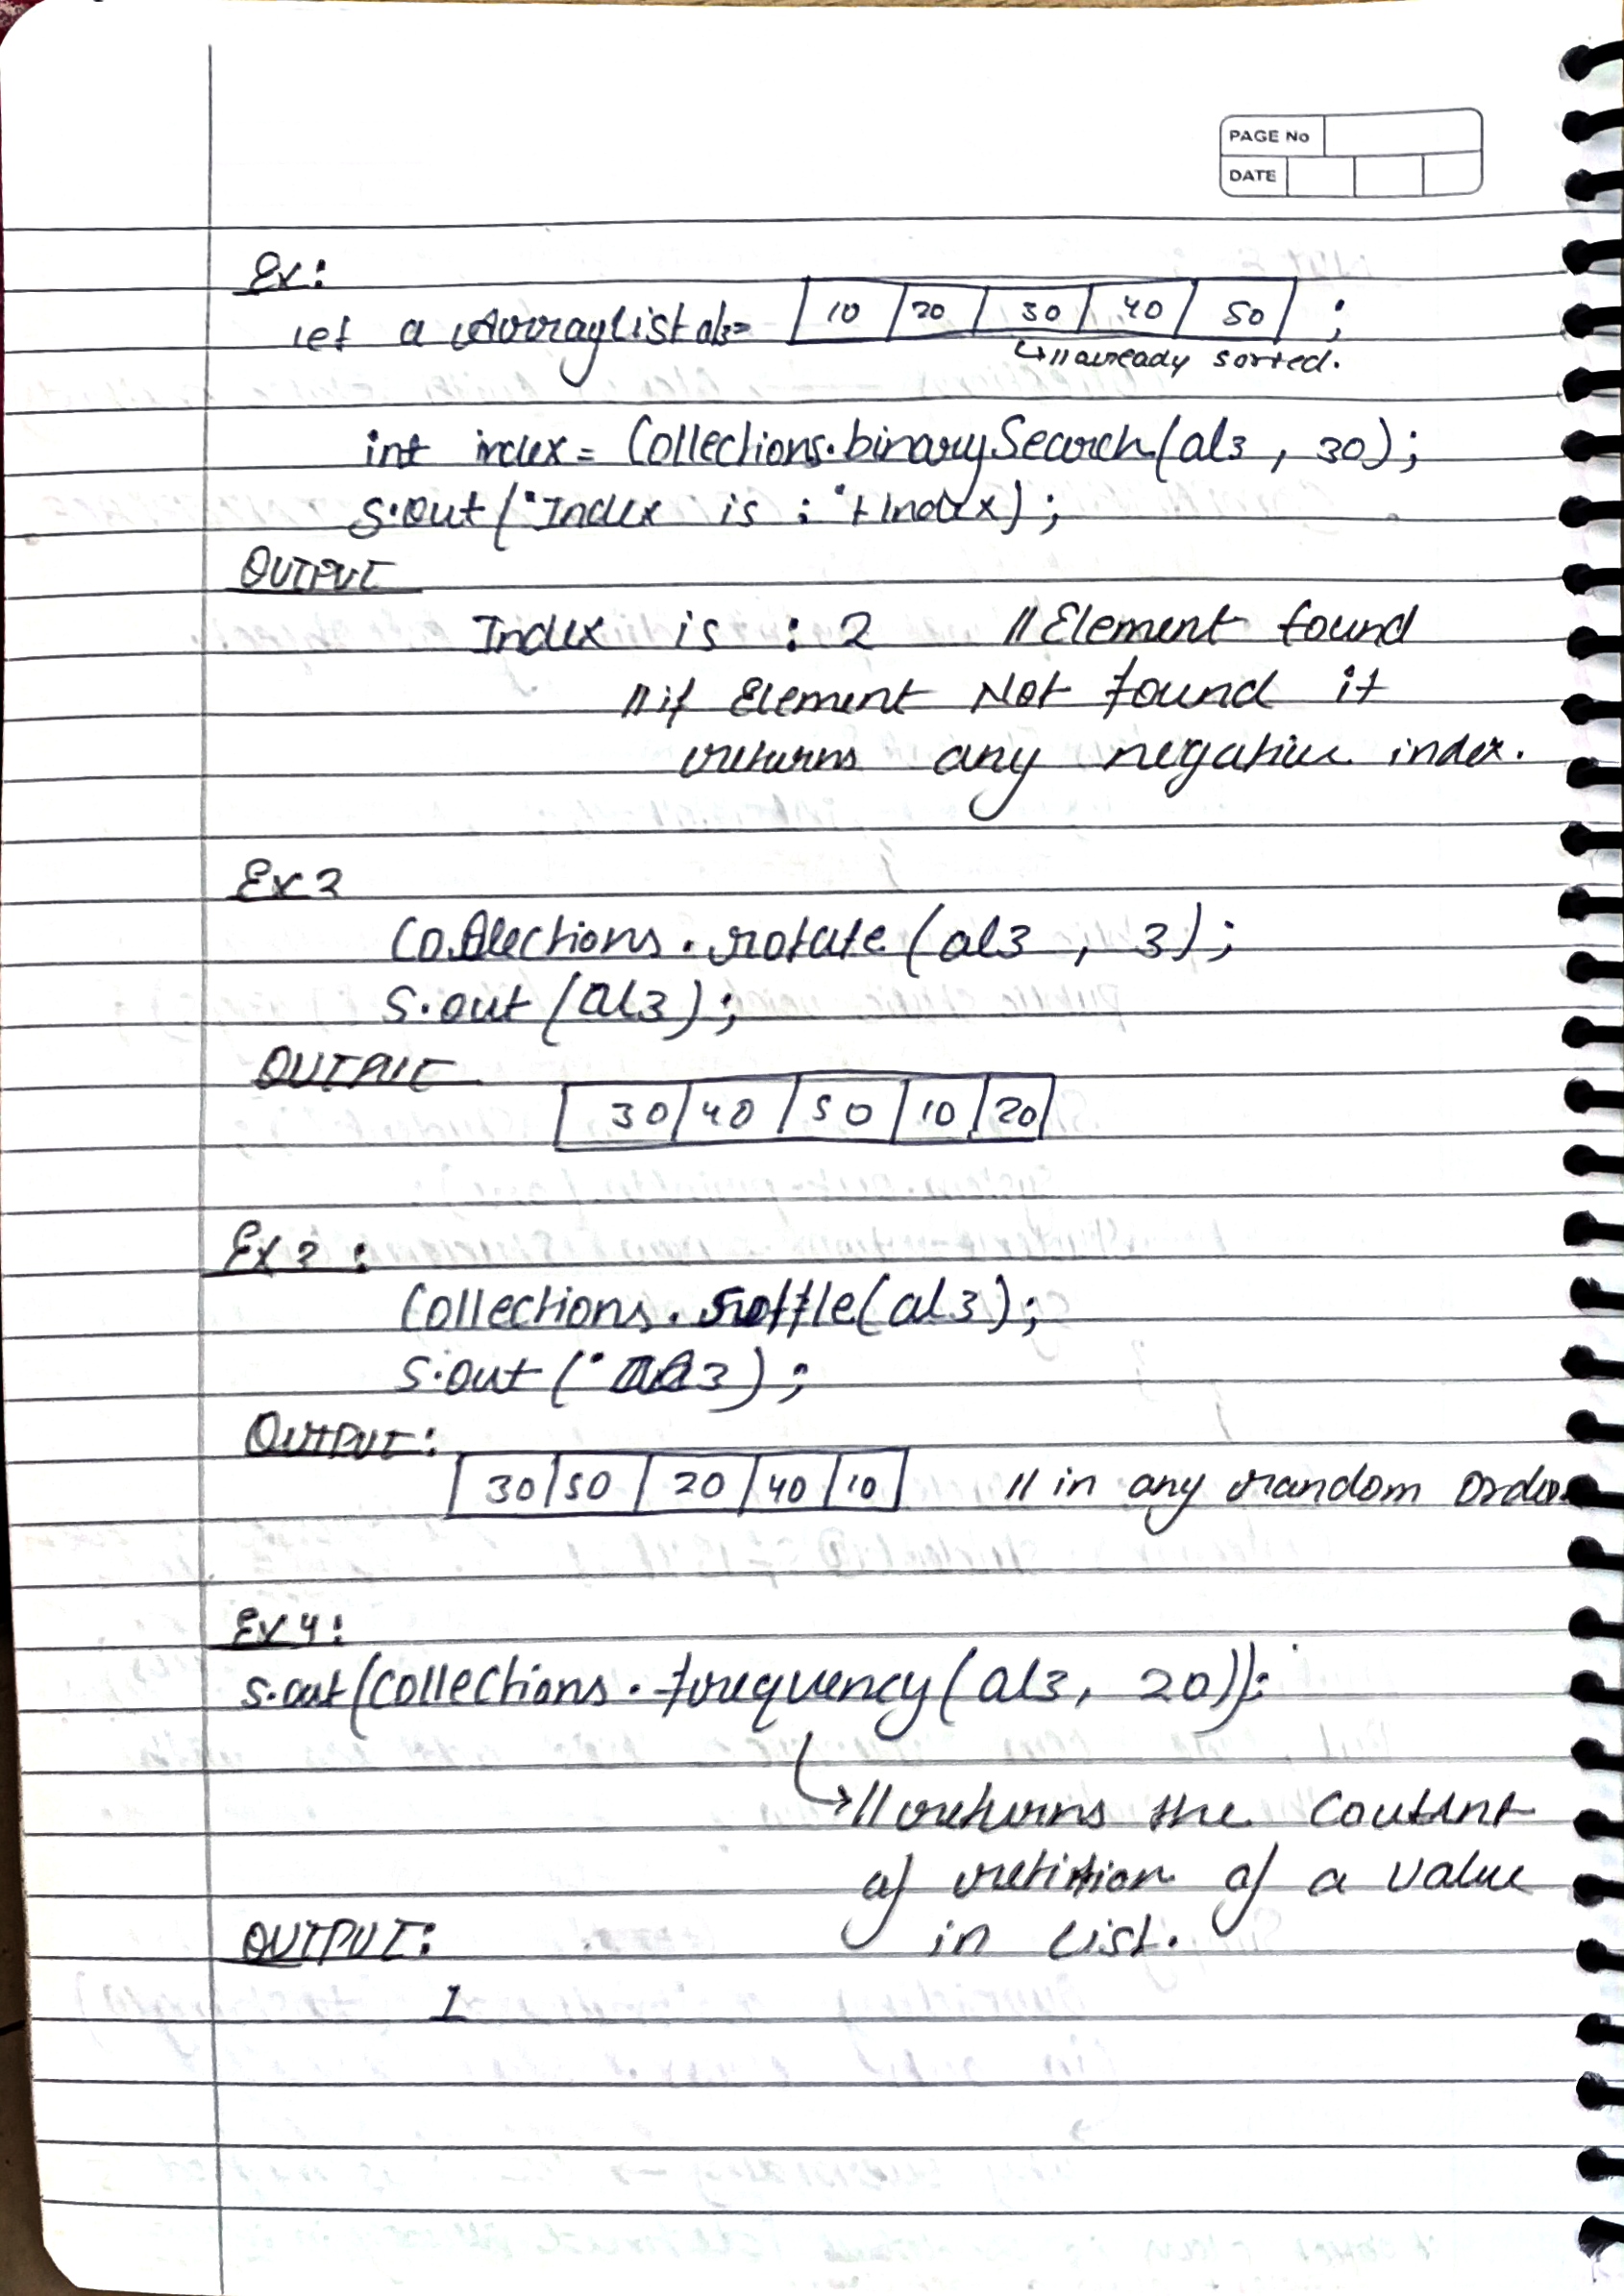 PAGE No
DATE
Ex:
let a ArrayList al3= 10 20 30 40 50 ;
↳//already sorted.
int index = Collections.binarySearch(al3 , 30);
S.out("Index is : "+index);
OUTPUT
Index is : 2 //Element found
//if Element Not found it
returns any negative index.
Ex2
Collections.rotate(al3 , 3);
S.out(al3);
OUTPUT
30 40 50 10 20
Ex3 :
Collections.suffle(al3);
S.out("al3);
OUTPUT:
30 50 20 40 10 // in any random order
Ex4:
S.out(Collections.frequency(al3, 20));
↳//returns the
of of a value
in List.
OUTPUT:
1